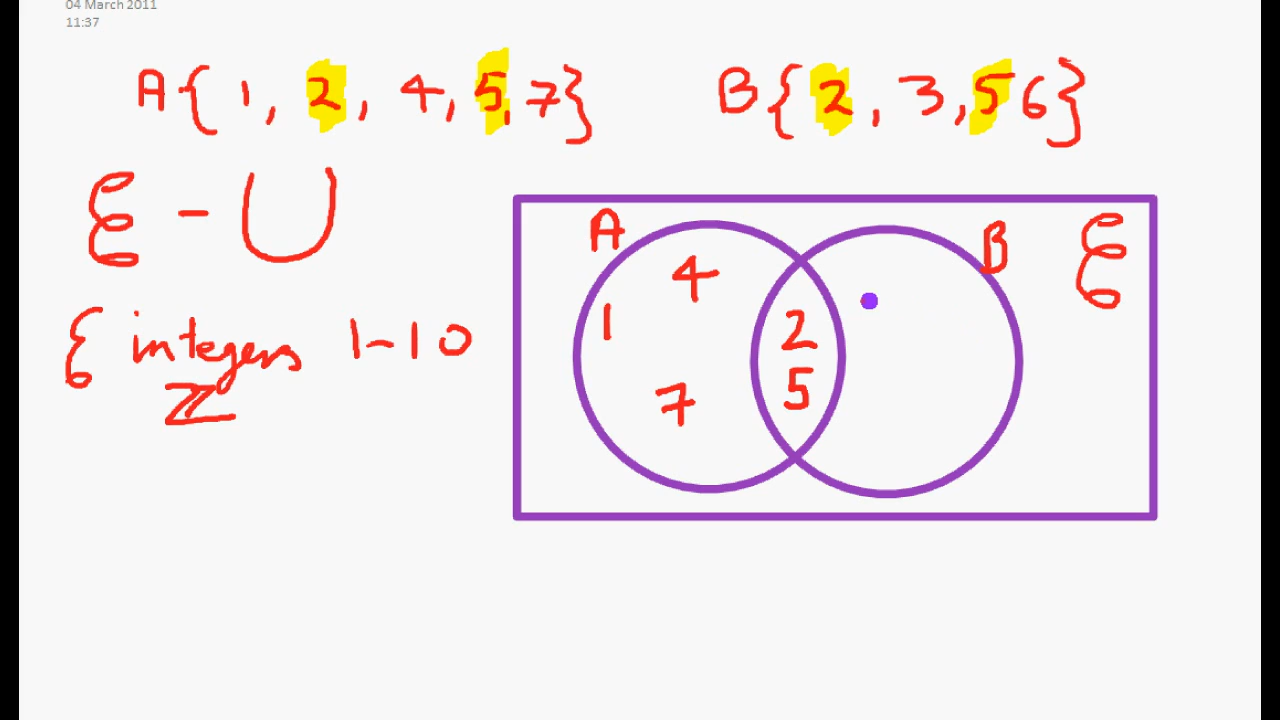 04 March 2011
11:37
A{ 1, 2, 4, 5, 7} B{ 2, 3, 5 6}
ℰ - U
A B ℰ
4
1 2
ℰ integers 1-10
5
7
ℤ